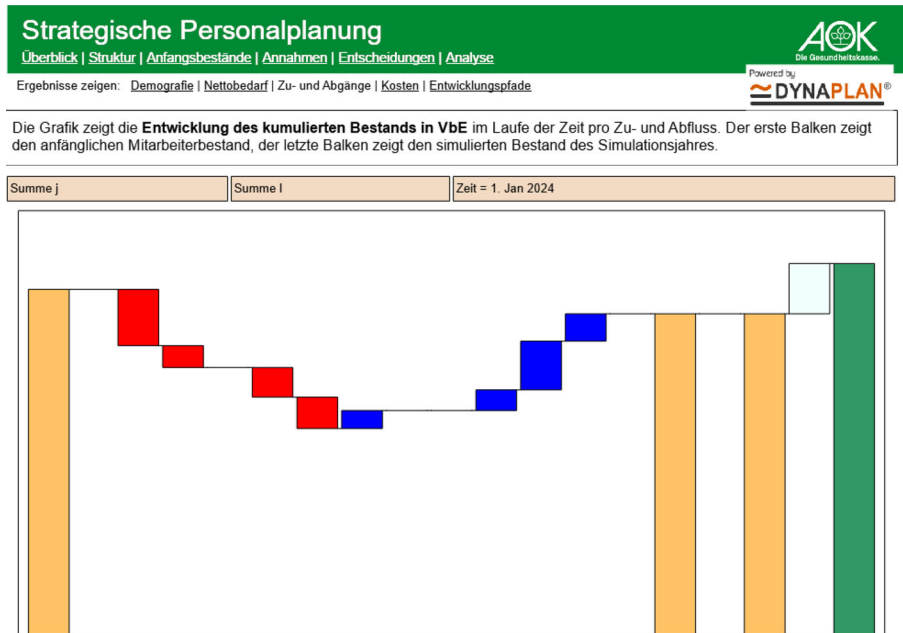 Strategische Personalplanung
Überblick | Struktur | Anfangsbestände | Annahmen | Entscheidungen | Analyse
AOK
Die Gesundheitskasse.
Ergebnisse zeigen: Demografie | Nettobedarf | Zu- und Abgänge | Kosten | Entwicklungspfade
Powered by
DYNAPLAN®
Die Grafik zeigt die Entwicklung des kumulierten Bestands in VbE im Laufe der Zeit pro Zu- und Abfluss. Der erste Balken zeigt
den anfänglichen Mitarbeiterbestand, der letzte Balken zeigt den simulierten Bestand des Simulationsjahres.
Summe j
Summe l
Zeit = 1. Jan 2024